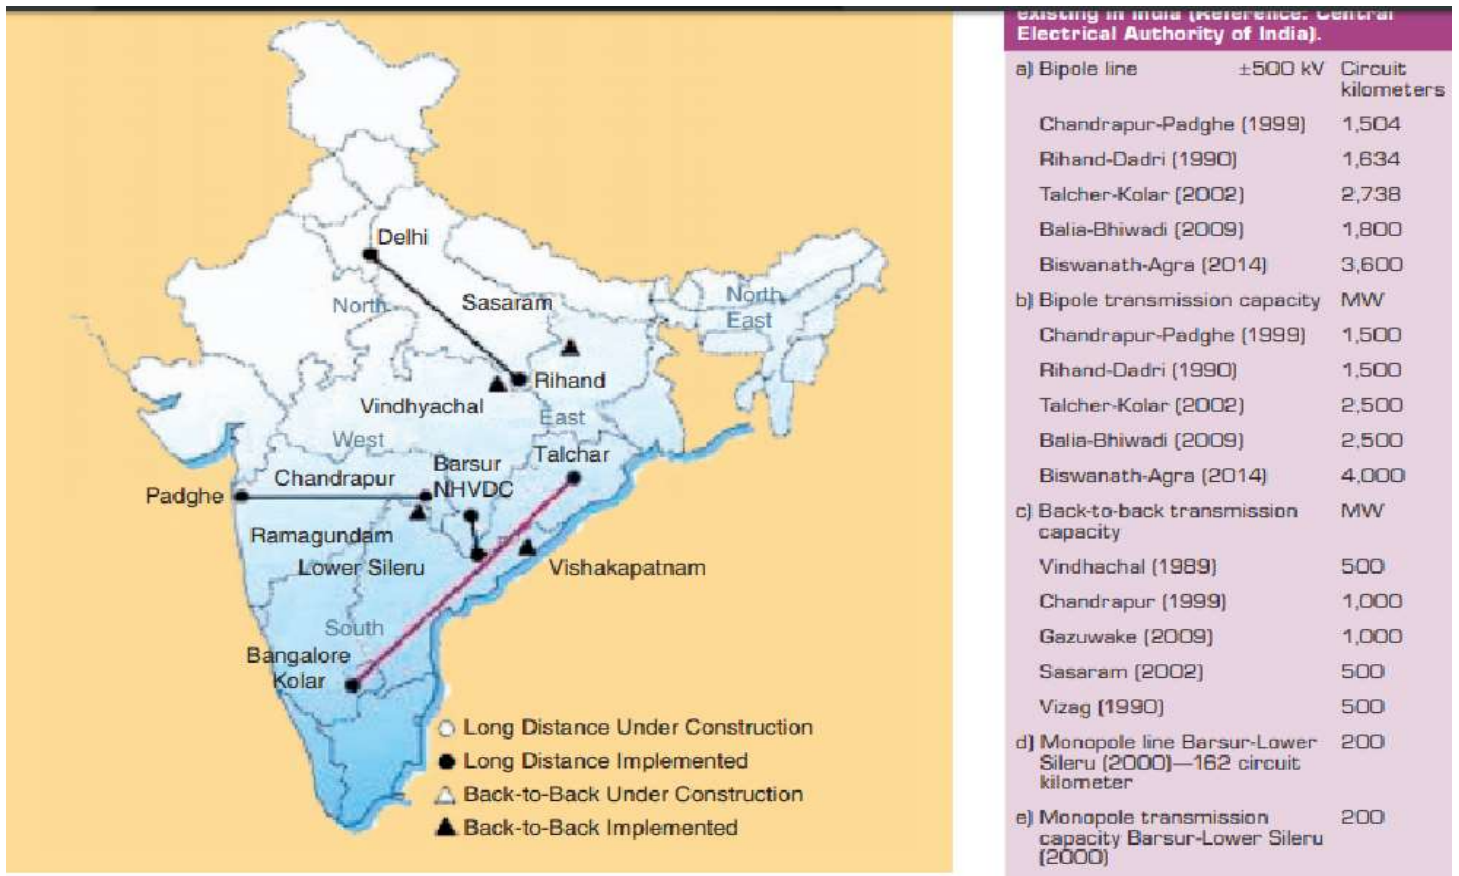 Delhi
North
Sasaram
North
East
Rihand
Vindhyachal
East
West
Talchar
Chandrapur
Barsur
NHVDC
Padghe
Ramagundam
Lower Sileru
Vishakapatnam
South
Bangalore
Kolar
Long Distance Under Construction
Long Distance Implemented
Back-to-Back Under Construction
Back-to-Back Implemented
existing in India (Reference: Central
Electrical Authority of India).
a) Bipole line ±500 kV Circuit
kilometers
Chandrapur-Padghe (1999) 1,504
Rihand-Dadri (1990) 1,634
Talcher-Kolar (2002) 2,738
Balia-Bhiwadi (2009) 1,800
Biswanath-Agra (2014) 3,600
b) Bipole transmission capacity MW
Chandrapur-Padghe (1999) 1,500
Rihand-Dadri (1990) 1,500
Talcher-Kolar (2002) 2,500
Balia-Bhiwadi (2009) 2,500
Biswanath-Agra (2014) 4,000
c) Back-to-back transmission MW
capacity
Vindhachal (1989) 500
Chandrapur (1999) 1,000
Gazuwake (2009) 1,000
Sasaram (2002) 500
Vizag (1990) 500
d) Monopole line Barsur-Lower 200
Sileru (2000)—162 circuit
kilometer
e) Monopole transmission 200
capacity Barsur-Lower Sileru
(2000)